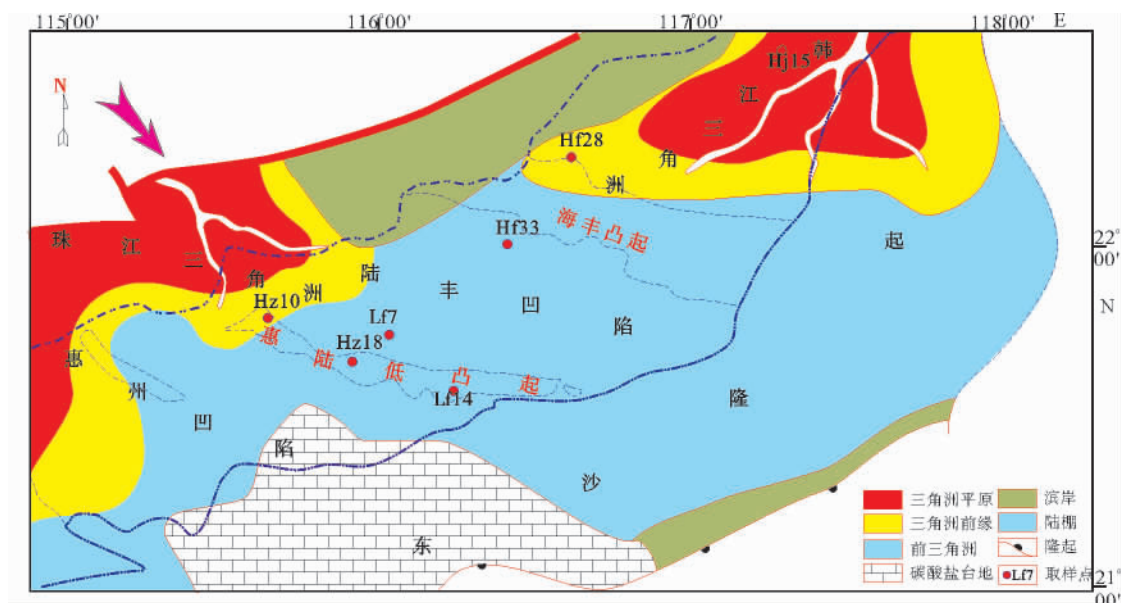 115°00' 116°00' 117°00' 118°00' E
N
韩江三角洲
Hj15
Hf28
珠江三角洲
海丰凸起
Hf33
隆起
22°00'
N
陆丰凹陷
Hz10
Lf7
Hz18
惠陆低凸起
Lf14
惠州凹陷
东沙
三角洲平原 滨岸
三角洲前缘 陆棚
前三角洲 隆起
碳酸盐台地 Lf7 取样点
21°00'